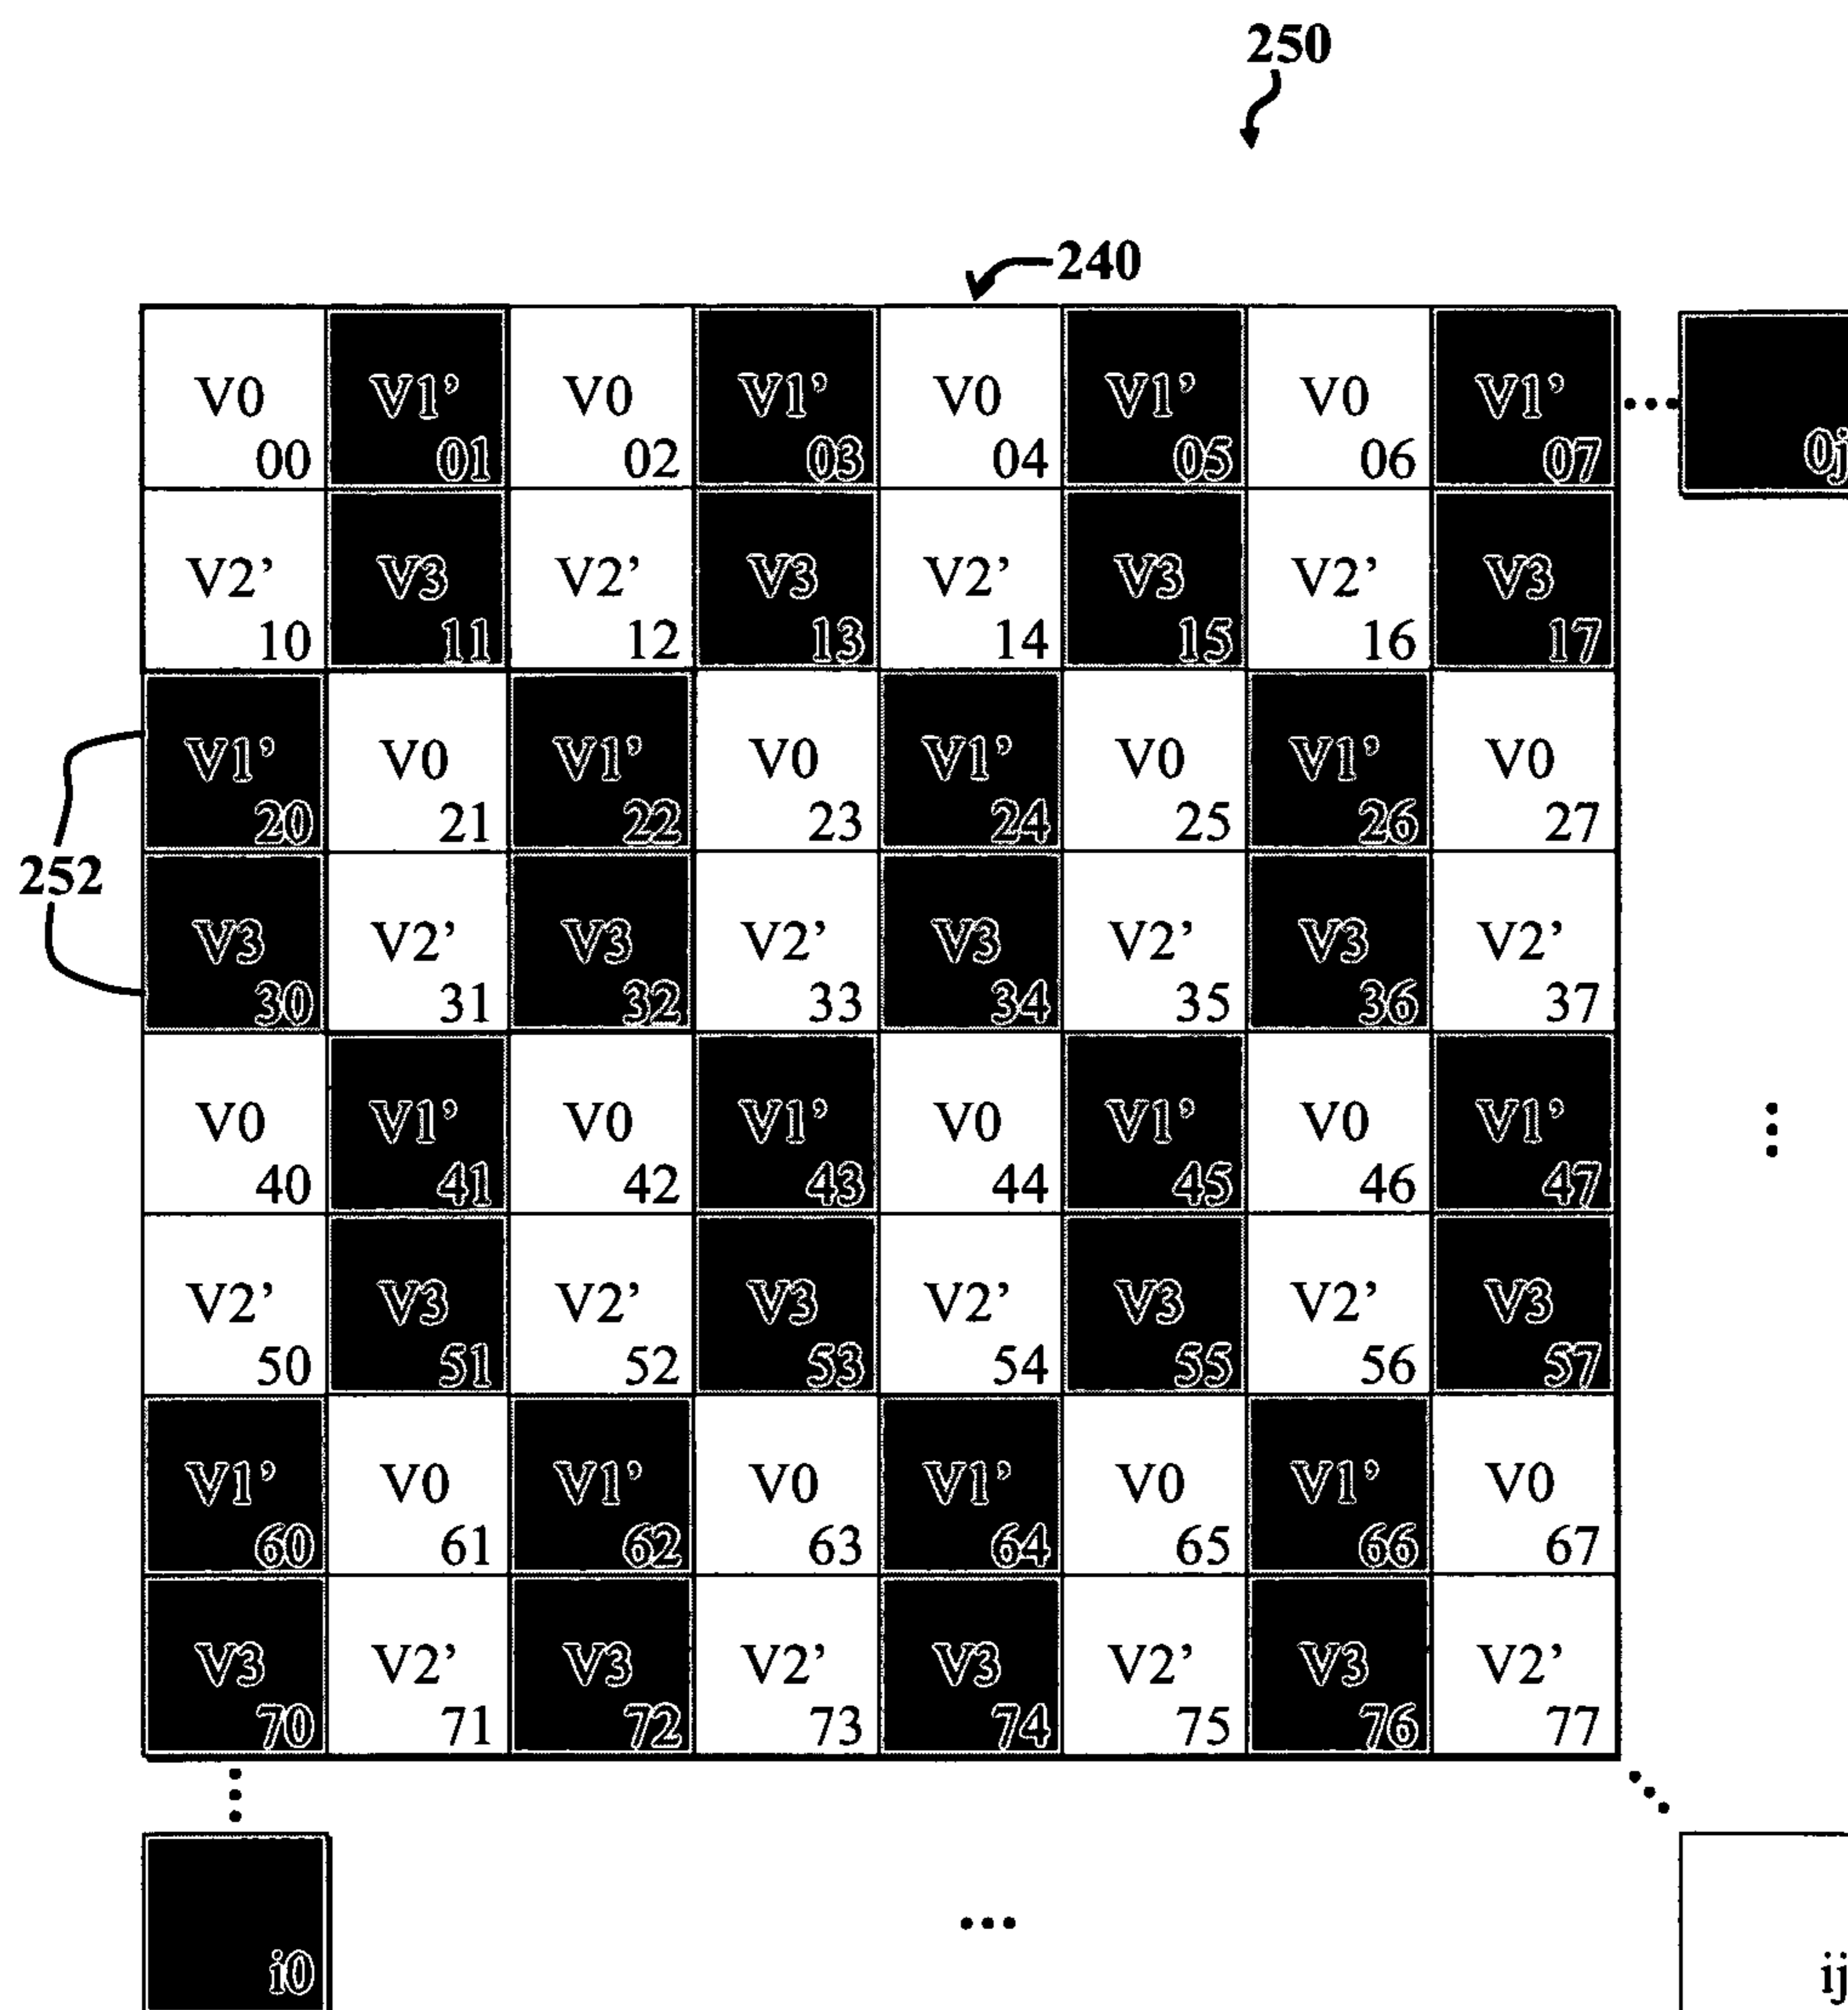 250
240
V0 V1’ V0 V1’ V0 V1’ V0 V1’
00 01 02 03 04 05 06 07 ... 0j
V2’ V3 V2’ V3 V2’ V3 V2’ V3
10 11 12 13 14 15 16 17
V1’ V0 V1’ V0 V1’ V0 V1’ V0
20 21 22 23 24 25 26 27
252
V3 V2’ V3 V2’ V3 V2’ V3 V2’
30 31 32 33 34 35 36 37
V0 V1’ V0 V1’ V0 V1’ V0 V1’
40 41 42 43 44 45 46 47
V2’ V3 V2’ V3 V2’ V3 V2’ V3
50 51 52 53 54 55 56 57
V1’ V0 V1’ V0 V1’ V0 V1’ V0
60 61 62 63 64 65 66 67
V3 V2’ V3 V2’ V3 V2’ V3 V2’
70 71 72 73 74 75 76 77
i0 ... ij